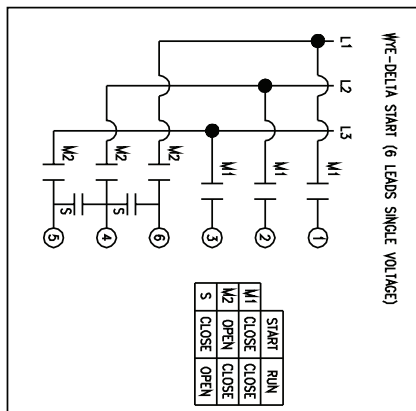 WYE-DELTA START (6 LEADS SINGLE VOLTAGE)
L1
L2
L3
M2
M2
M2
M1
M1
M1
S
S
5
4
6
3
2
1
START RUN
M1 CLOSE CLOSE
M2 OPEN CLOSE
S CLOSE OPEN